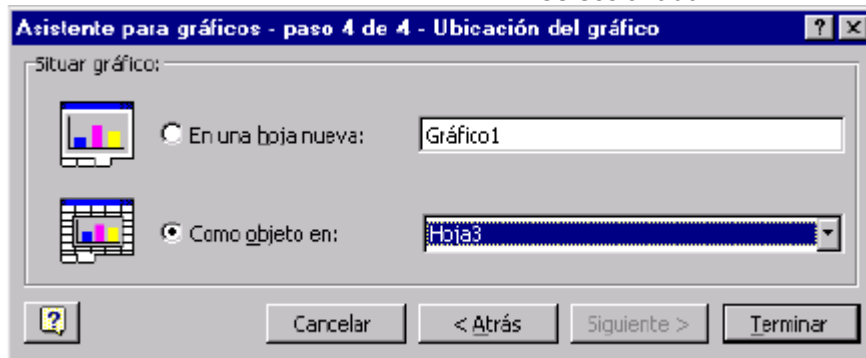 Asistente para gráficos - paso 4 de 4 - Ubicación del gráfico
Situar gráfico:
En una hoja nueva: Gráfico1
Como objeto en: Hoja3
Cancelar < Atrás Siguiente > Terminar